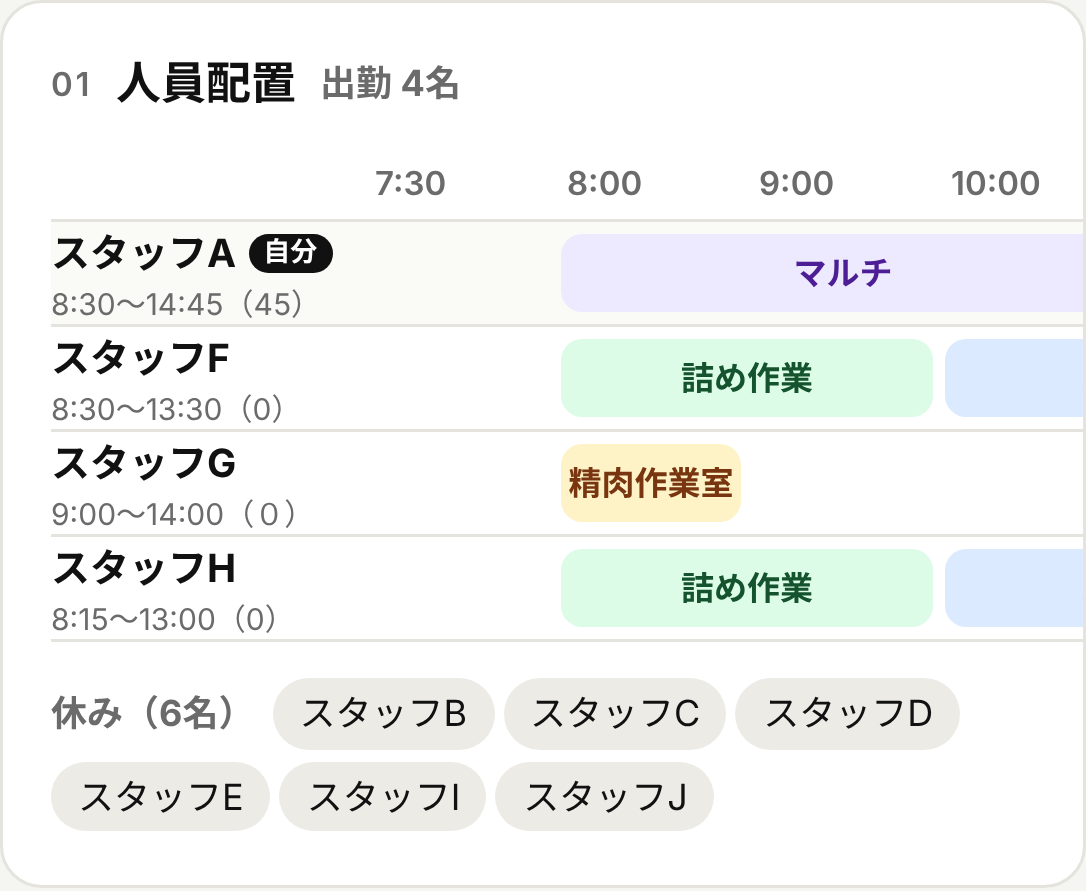 01 人員配置 出勤 4名
7:30 8:00 9:00 10:00
スタッフA 自分
8:30〜14:45（45）
マルチ
スタッフF
8:30〜13:30（0）
詰め作業
スタッフG
9:00〜14:00（０）
精肉作業室
スタッフH
8:15〜13:00（0）
詰め作業
休み（6名） スタッフB スタッフC スタッフD
スタッフE スタッフI スタッフJ